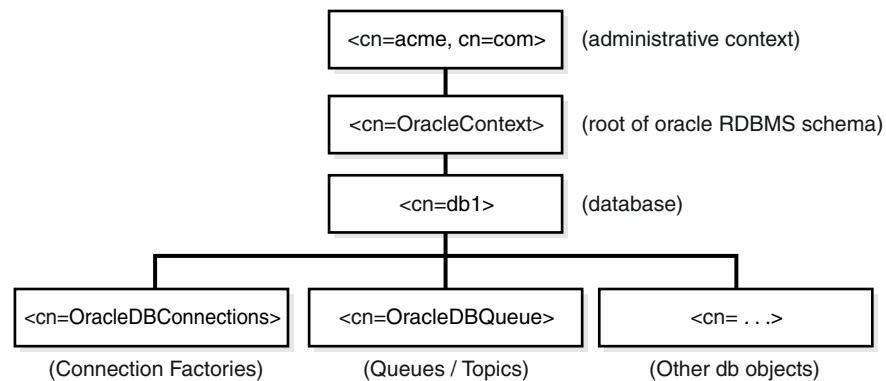 <cn=acme, cn=com>
(administrative context)
<cn=OracleContext>
(root of oracle RDBMS schema)
<cn=db1>
(database)
<cn=OracleDBConnections>
<cn=OracleDBQueue>
<cn= . . .>
(Connection Factories)
(Queues / Topics)
(Other db objects)